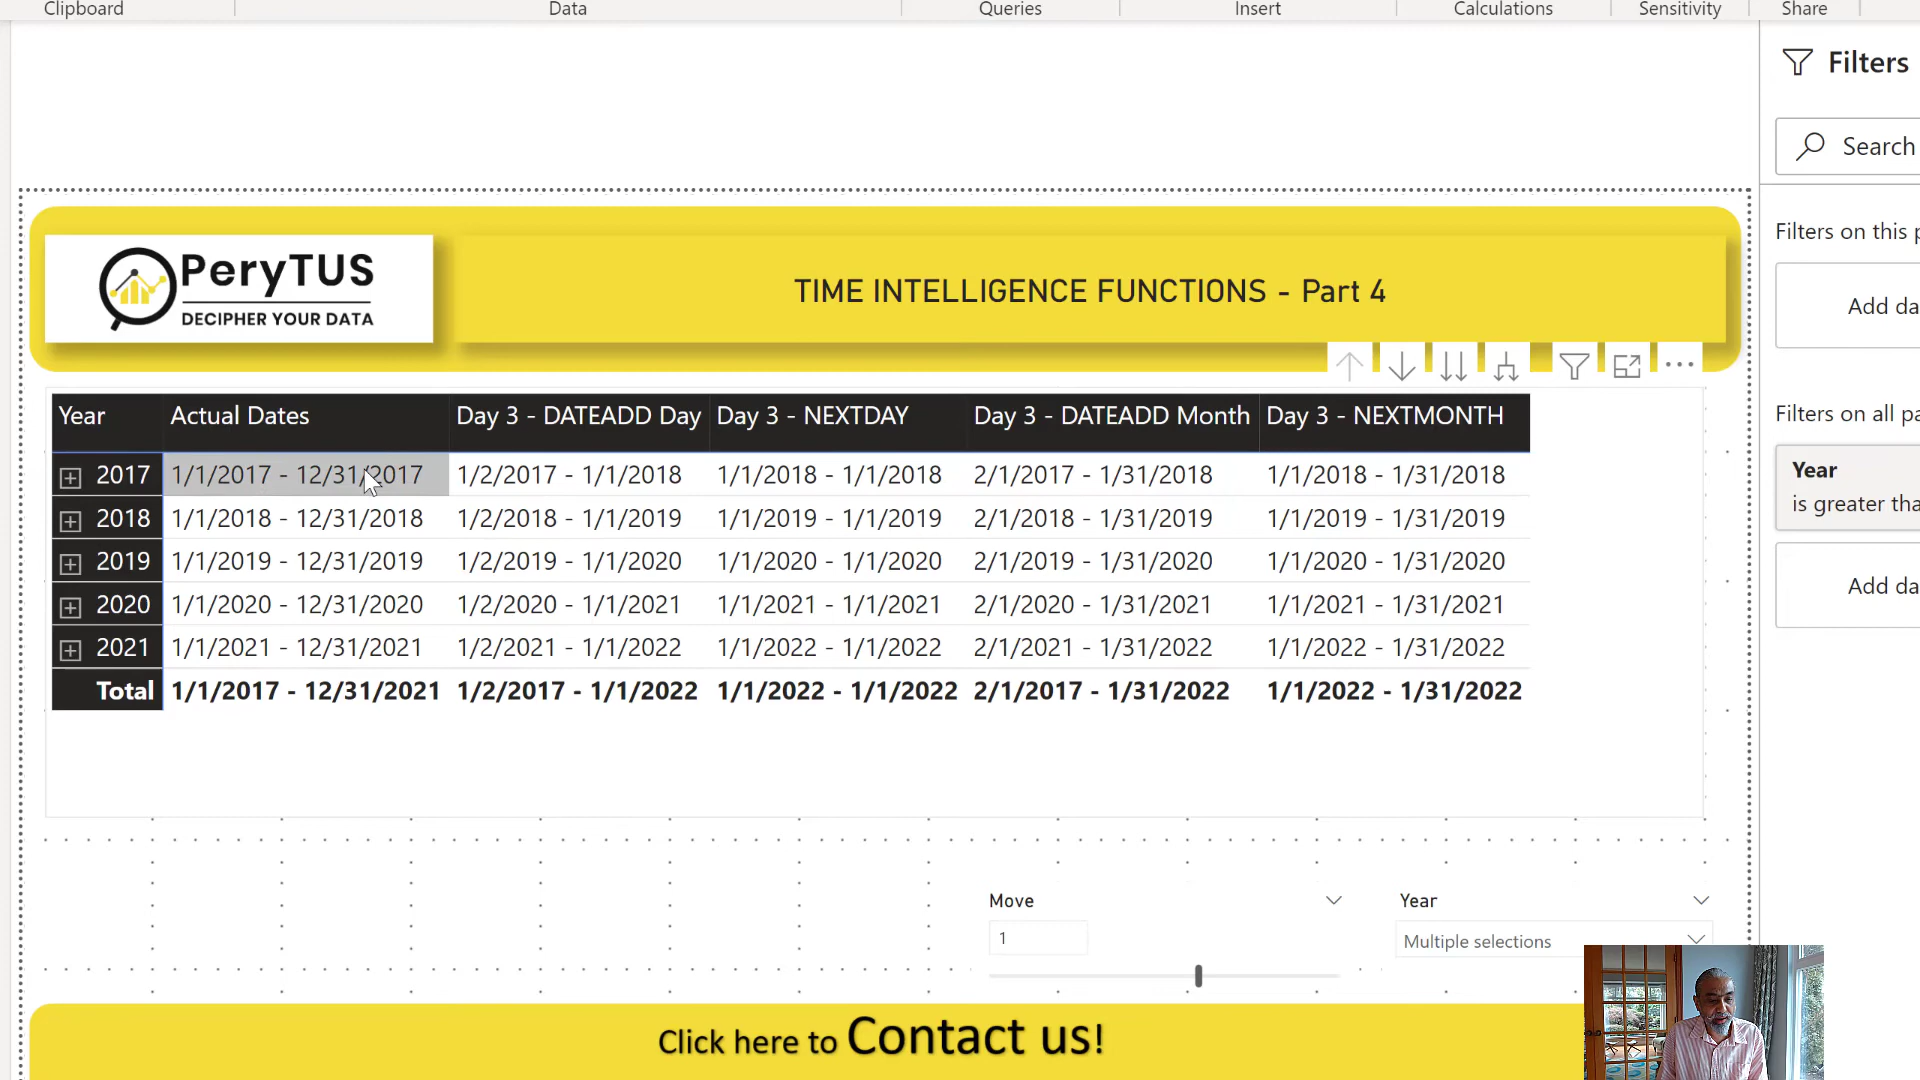 Clipboard
Data
Queries
Insert
Calculations
Sensitivity
Share
Filters
Search
Filters on this p
Add da
Filters on all pa
Year
is greater tha
Add da
PeryTUS
DECIPHER YOUR DATA
TIME INTELLIGENCE FUNCTIONS - Part 4
Year Actual Dates Day 3 - DATEADD Day Day 3 - NEXTDAY Day 3 - DATEADD Month Day 3 - NEXTMONTH
2017 1/1/2017 - 12/31/2017 1/2/2017 - 1/1/2018 1/1/2018 - 1/1/2018 2/1/2017 - 1/31/2018 1/1/2018 - 1/31/2018
2018 1/1/2018 - 12/31/2018 1/2/2018 - 1/1/2019 1/1/2019 - 1/1/2019 2/1/2018 - 1/31/2019 1/1/2019 - 1/31/2019
2019 1/1/2019 - 12/31/2019 1/2/2019 - 1/1/2020 1/1/2020 - 1/1/2020 2/1/2019 - 1/31/2020 1/1/2020 - 1/31/2020
2020 1/1/2020 - 12/31/2020 1/2/2020 - 1/1/2021 1/1/2021 - 1/1/2021 2/1/2020 - 1/31/2021 1/1/2021 - 1/31/2021
2021 1/1/2021 - 12/31/2021 1/2/2021 - 1/1/2022 1/1/2022 - 1/1/2022 2/1/2021 - 1/31/2022 1/1/2022 - 1/31/2022
Total 1/1/2017 - 12/31/2021 1/2/2017 - 1/1/2022 1/1/2022 - 1/1/2022 2/1/2017 - 1/31/2022 1/1/2022 - 1/31/2022
Move
1
Year
Multiple selections
Click here to Contact us!